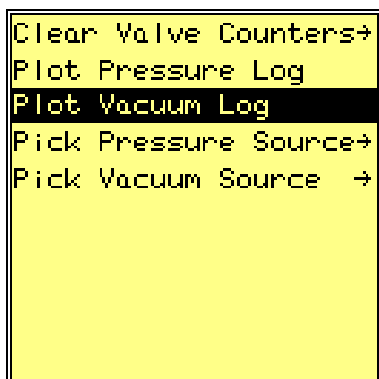 Clear Valve Counters→
Plot Pressure Log
Plot Vacuum Log
Pick Pressure Source→
Pick Vacuum Source →